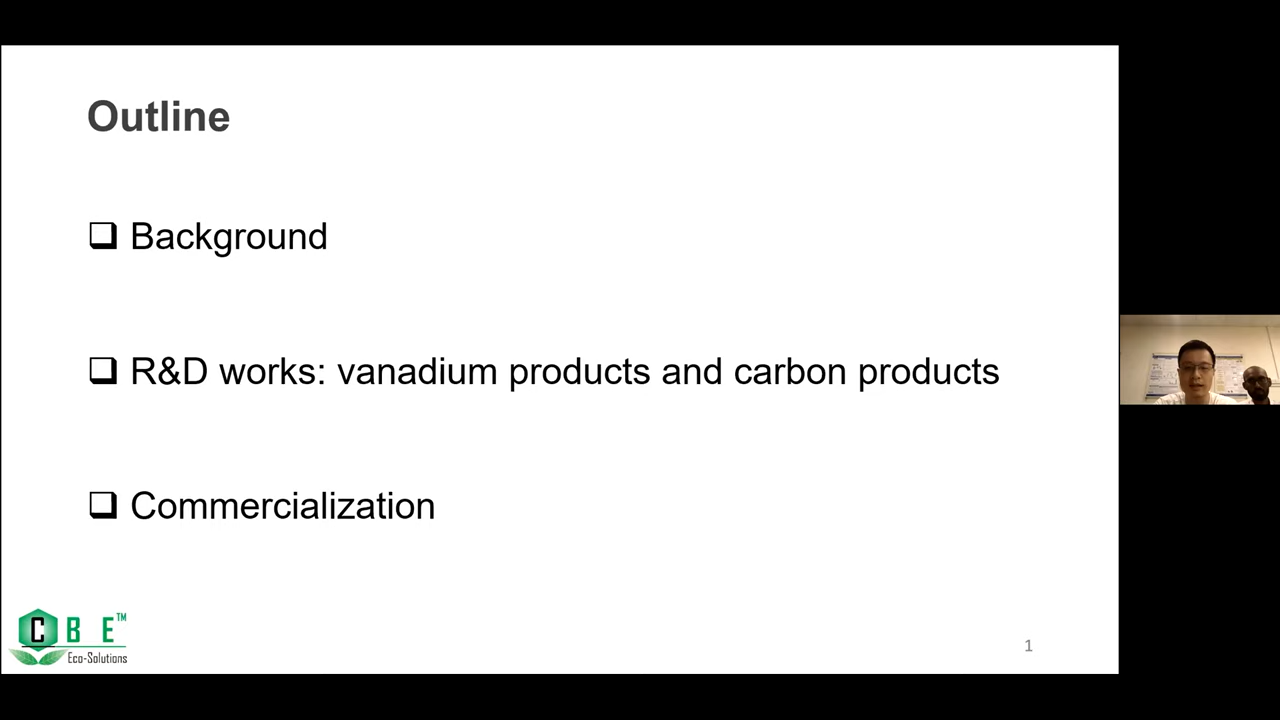 Outline
Background
R&D works: vanadium products and carbon products
Commercialization
C B E™
Eco-Solutions
1